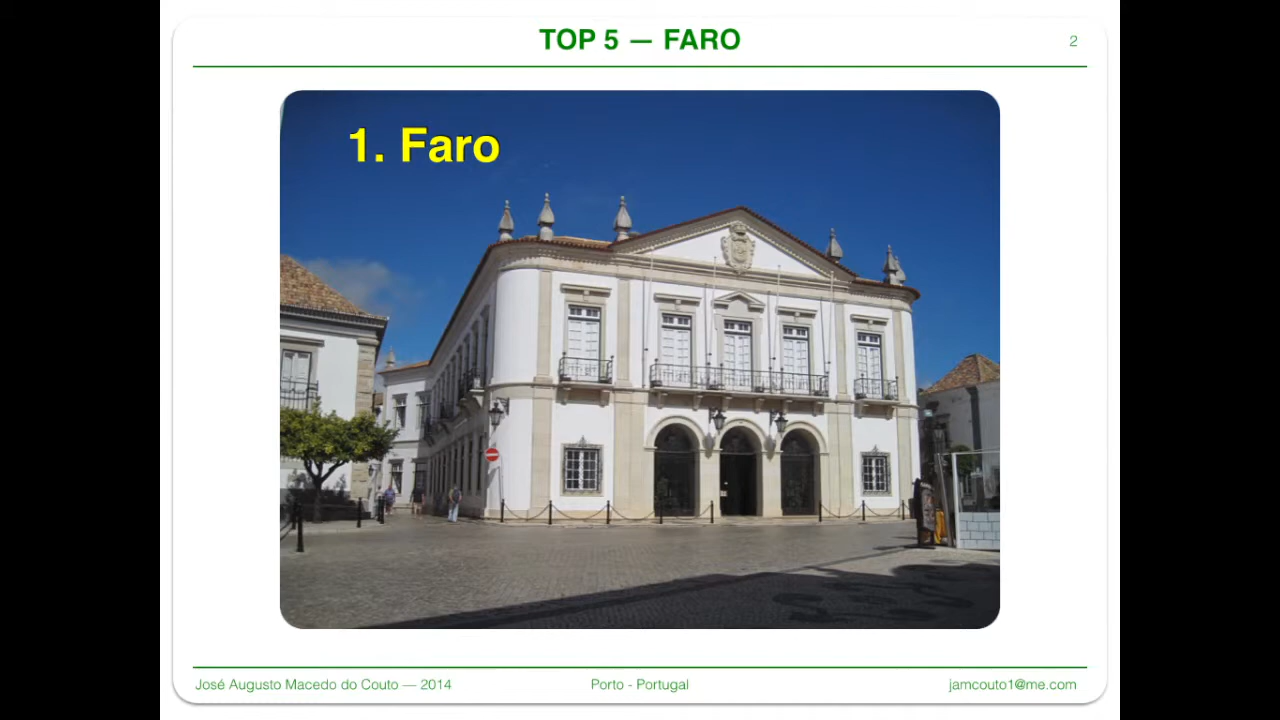 TOP 5 — FARO
2
1. Faro
José Augusto Macedo do Couto — 2014
Porto - Portugal
jamcouto1@me.com